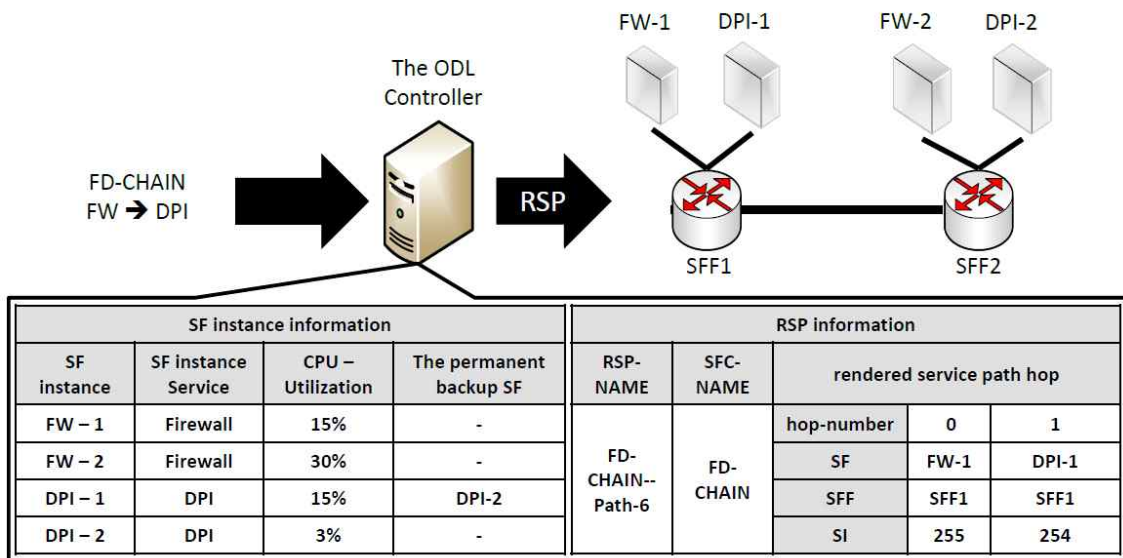 FW-1 DPI-1 FW-2 DPI-2
The ODL
Controller
FD-CHAIN
FW → DPI
RSP
SFF1 SFF2
SF instance information
SF instance SF instance Service CPU – Utilization The permanent backup SF
FW – 1 Firewall 15% -
FW – 2 Firewall 30% -
DPI – 1 DPI 15% DPI-2
DPI – 2 DPI 3% -
RSP information
RSP-NAME SFC-NAME rendered service path hop
FD-CHAIN--Path-6 FD-CHAIN
hop-number 0 1
SF FW-1 DPI-1
SFF SFF1 SFF1
SI 255 254